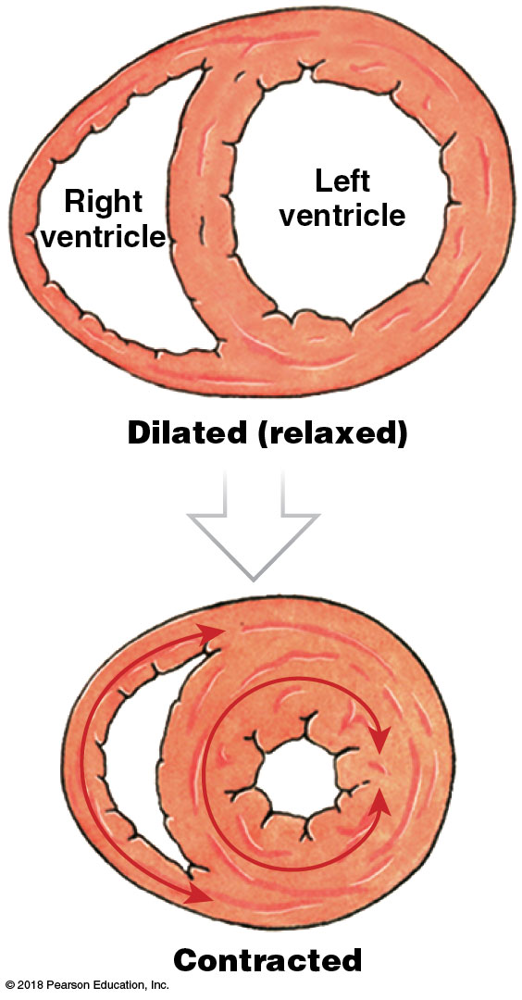 Right
ventricle
Left
ventricle
Dilated (relaxed)
Contracted
© 2018 Pearson Education, Inc.